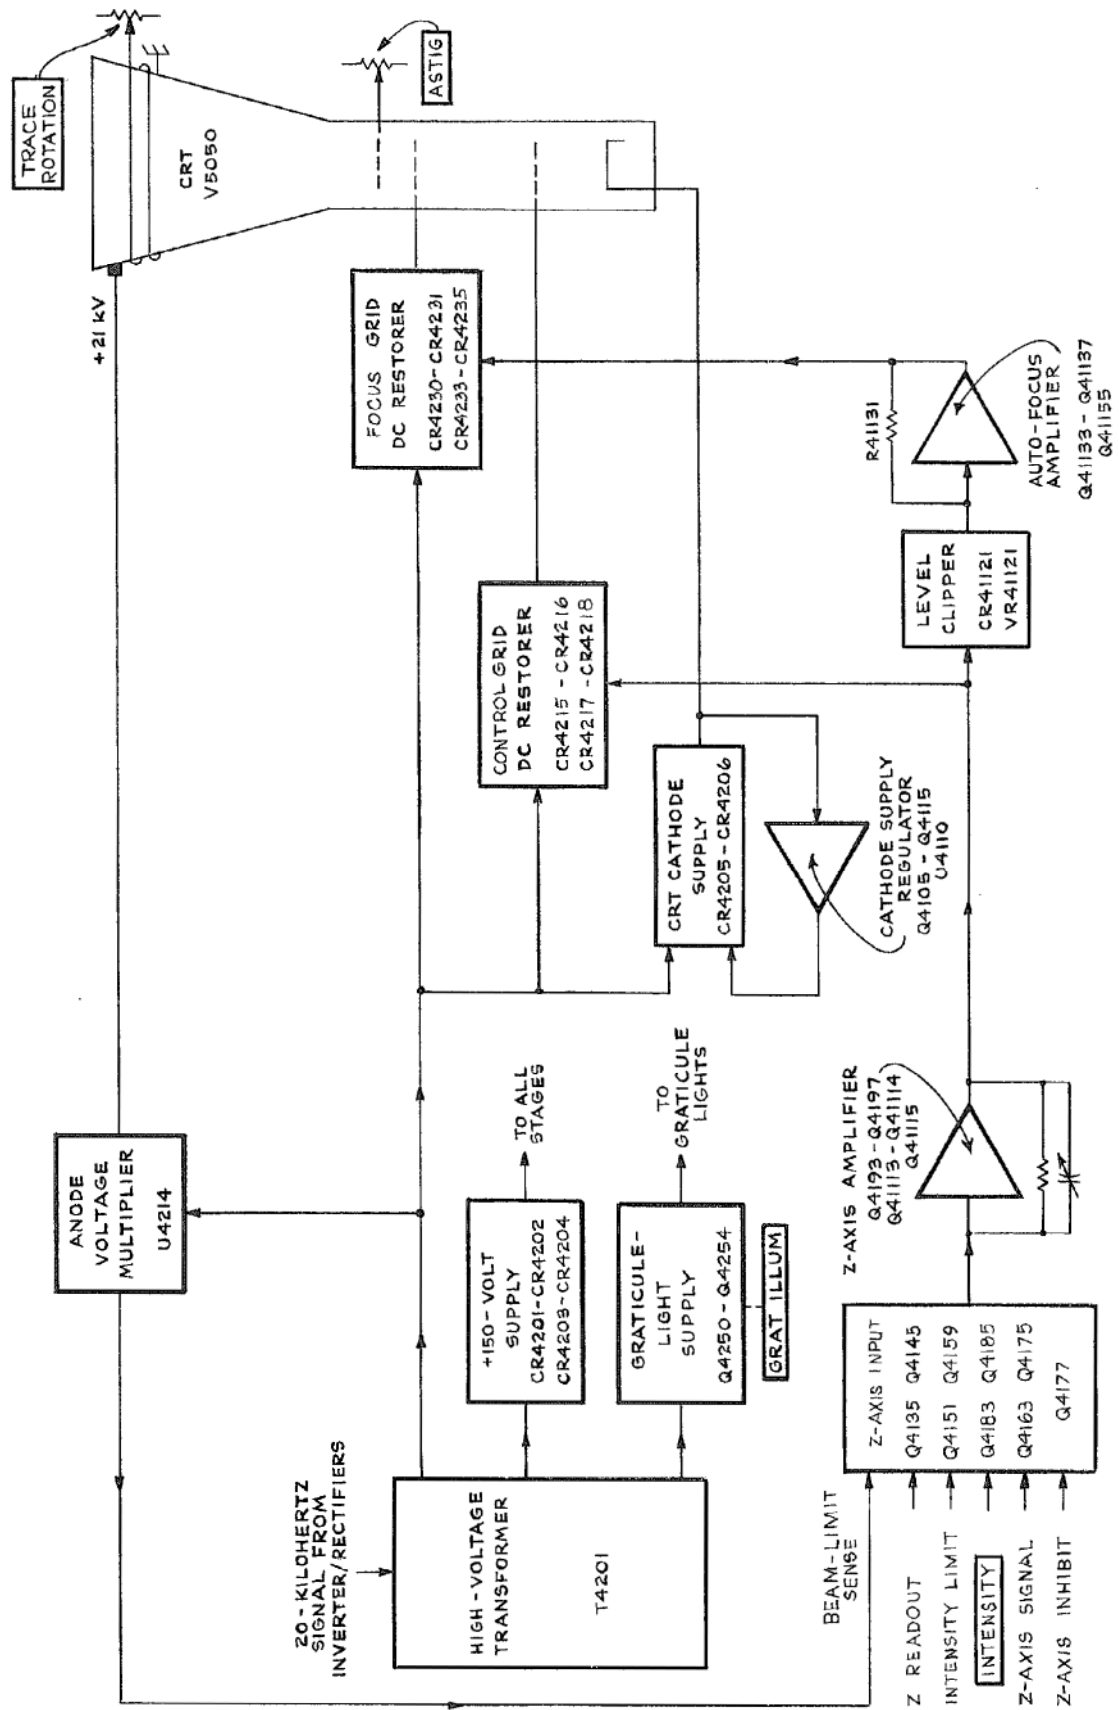 TRACE
ROTATION
CRT
V5050
ASTIG
+21 kV
FOCUS GRID
DC RESTORER
CR4230-CR4231
CR4233-CR4235
R41131
AUTO-FOCUS
AMPLIFIER
Q41133 - Q41137
Q41155
LEVEL
CLIPPER
CR41121
VR41121
CONTROL GRID
DC RESTORER
CR4215 - CR4216
CR4217 - CR4218
CRT CATHODE
SUPPLY
CR4205-CR4206
CATHODE SUPPLY
REGULATOR
Q4105 - Q4115
U4110
ANODE
VOLTAGE
MULTIPLIER
U4214
TO ALL
STAGES
+150-VOLT
SUPPLY
CR4201-CR4202
CR4203-CR4204
TO
GRATICULE
LIGHTS
GRATICULE-
LIGHT
SUPPLY
Q4250 - Q4254
GRAT ILLUM
Z-AXIS AMPLIFIER
Q4193-Q4197
Q41113-Q41114
Q41115
20-KILOHERTZ
SIGNAL FROM
INVERTER/RECTIFIERS
HIGH-VOLTAGE
TRANSFORMER
T4201
Z-AXIS INPUT
Q4135 Q4145
Q4151 Q4159
Q4183 Q4185
Q4163 Q4175
Q4177
BEAM-LIMIT
SENSE
Z READOUT
INTENSITY LIMIT
INTENSITY
Z-AXIS SIGNAL
Z-AXIS INHIBIT